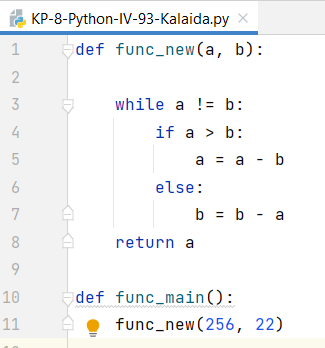 KP-8-Python-IV-93-Kalaida.py ×
1 def func_new(a, b):
2
3     while a != b:
4         if a > b:
5             a = a - b
6         else:
7             b = b - a
8     return a
9
10 def func_main():
11     func_new(256, 22)